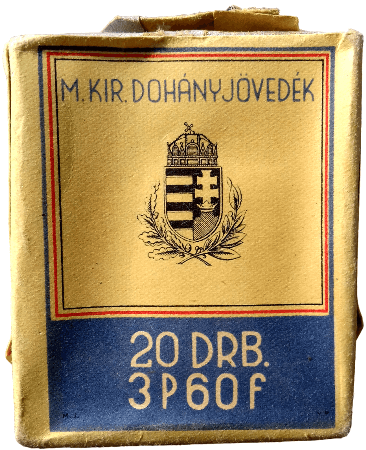 M. KIR. DOHÁNYJÖVEDÉK
20 DRB.
3 P 60 f